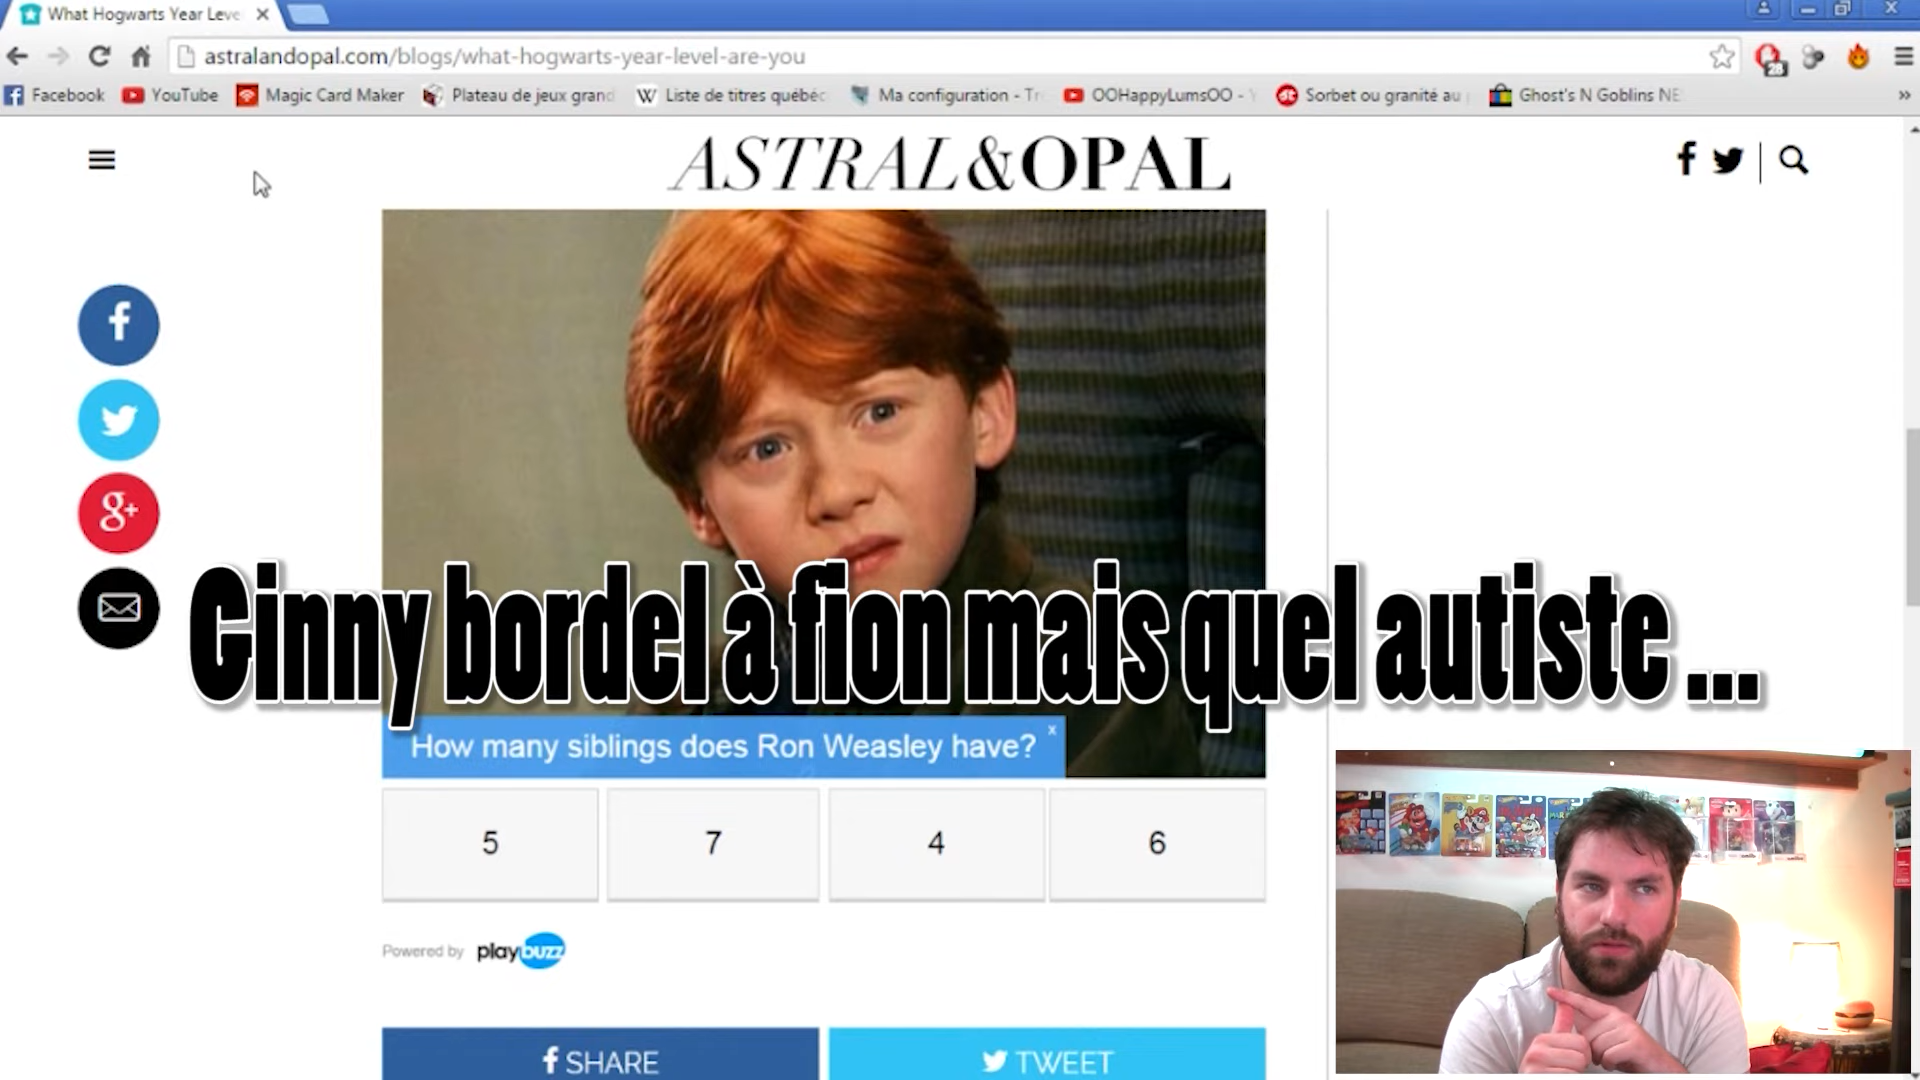 What Hogwarts Year Leve
astralandopal.com/blogs/what-hogwarts-year-level-are-you
28
Facebook
YouTube
Magic Card Maker
Plateau de jeux grand
Liste de titres québéc
Ma configuration - Tr
OOHappyLumsOO - Y
Sorbet ou granité au
Ghost's N Goblins NE
ASTRAL&OPAL
Ginny bordel à fion mais quel autiste ...
How many siblings does Ron Weasley have?
x
5
7
4
6
Powered by playbuzz
SHARE
TWEET